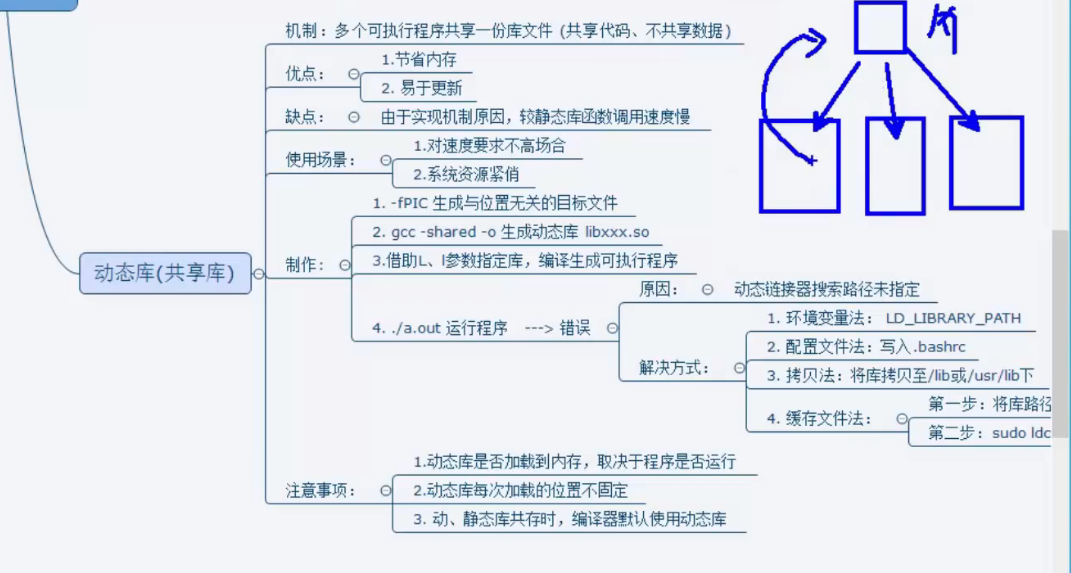 机制：多个可执行程序共享一份库文件 (共享代码、不共享数据)
优点：
1.节省内存
2. 易于更新
缺点：
由于实现机制原因，较静态库函数调用速度慢
使用场景：
1.对速度要求不高场合
2.系统资源紧俏
动态库(共享库)
制作：
1. -fPIC 生成与位置无关的目标文件
2. gcc -shared -o 生成动态库 libxxx.so
3.借助L、l参数指定库，编译生成可执行程序
4. ./a.out 运行程序 ---> 错误
原因：
动态链接器搜索路径未指定
解决方式：
1. 环境变量法： LD_LIBRARY_PATH
2. 配置文件法：写入.bashrc
3. 拷贝法：将库拷贝至/lib或/usr/lib下
4. 缓存文件法：
第一步：将库路径
第二步：sudo ldc
注意事项：
1.动态库是否加载到内存，取决于程序是否运行
2.动态库每次加载的位置不固定
3. 动、静态库共存时，编译器默认使用动态库